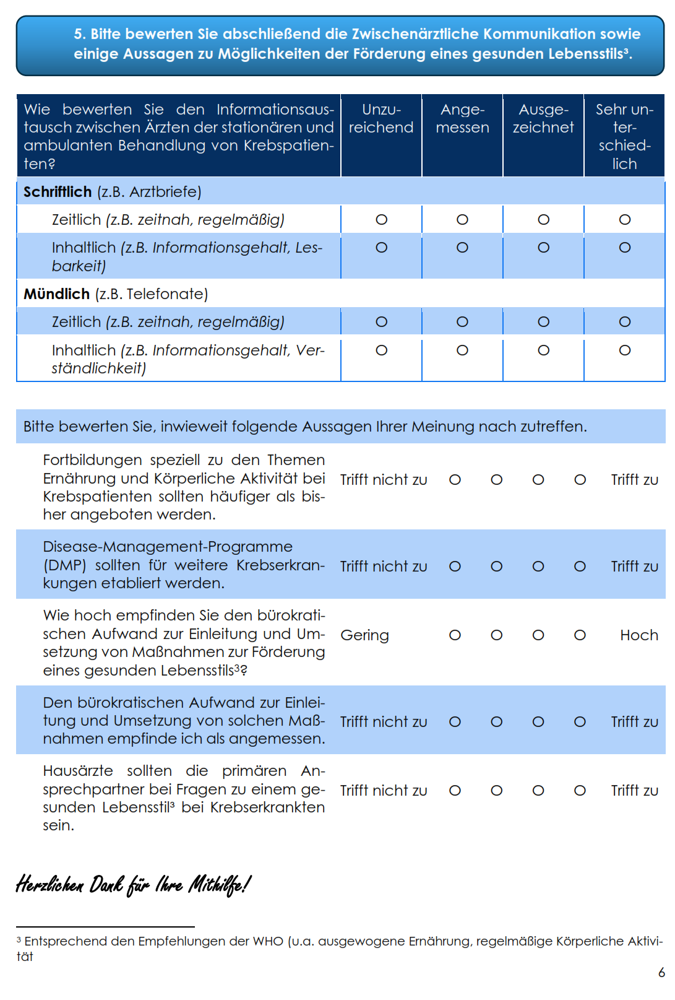 5. Bitte bewerten Sie abschließend die Zwischenärztliche Kommunikation sowie
einige Aussagen zu Möglichkeiten der Förderung eines gesunden Lebensstils³.
Wie bewerten Sie den Informationsaus-
tausch zwischen Ärzten der stationären und
ambulanten Behandlung von Krebspatien-
ten?
Unzu-
reichend
Ange-
messen
Ausge-
zeichnet
Sehr un-
ter-
schied-
lich
Schriftlich (z.B. Arztbriefe)
Zeitlich (z.B. zeitnah, regelmäßig) O O O O
Inhaltlich (z.B. Informationsgehalt, Les- O O O O
barkeit)
Mündlich (z.B. Telefonate)
Zeitlich (z.B. zeitnah, regelmäßig) O O O O
Inhaltlich (z.B. Informationsgehalt, Ver- O O O O
ständlichkeit)
Bitte bewerten Sie, inwieweit folgende Aussagen Ihrer Meinung nach zutreffen.
Fortbildungen speziell zu den Themen
Ernährung und Körperliche Aktivität bei
Krebspatienten sollten häufiger als bis-
her angeboten werden.
Trifft nicht zu O O O O Trifft zu
Disease-Management-Programme
(DMP) sollten für weitere Krebserkran-
kungen etabliert werden.
Trifft nicht zu O O O O Trifft zu
Wie hoch empfinden Sie den bürokrati-
schen Aufwand zur Einleitung und Um-
setzung von Maßnahmen zur Förderung
eines gesunden Lebensstils³?
Gering O O O O Hoch
Den bürokratischen Aufwand zur Einlei-
tung und Umsetzung von solchen Maß-
nahmen empfinde ich als angemessen.
Trifft nicht zu O O O O Trifft zu
Hausärzte sollten die primären An-
sprechpartner bei Fragen zu einem ge-
sunden Lebensstil³ bei Krebserkrankten
sein.
Trifft nicht zu O O O O Trifft zu
Herzlichen Dank für Ihre Mithilfe!
³ Entsprechend den Empfehlungen der WHO (u.a. ausgewogene Ernährung, regelmäßige Körperliche Aktivi-
tät
6